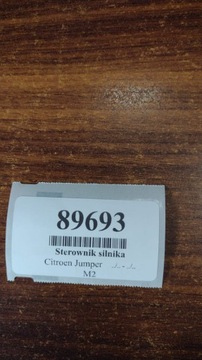 89693
Sterownik silnika
Citroen Jumper
M2